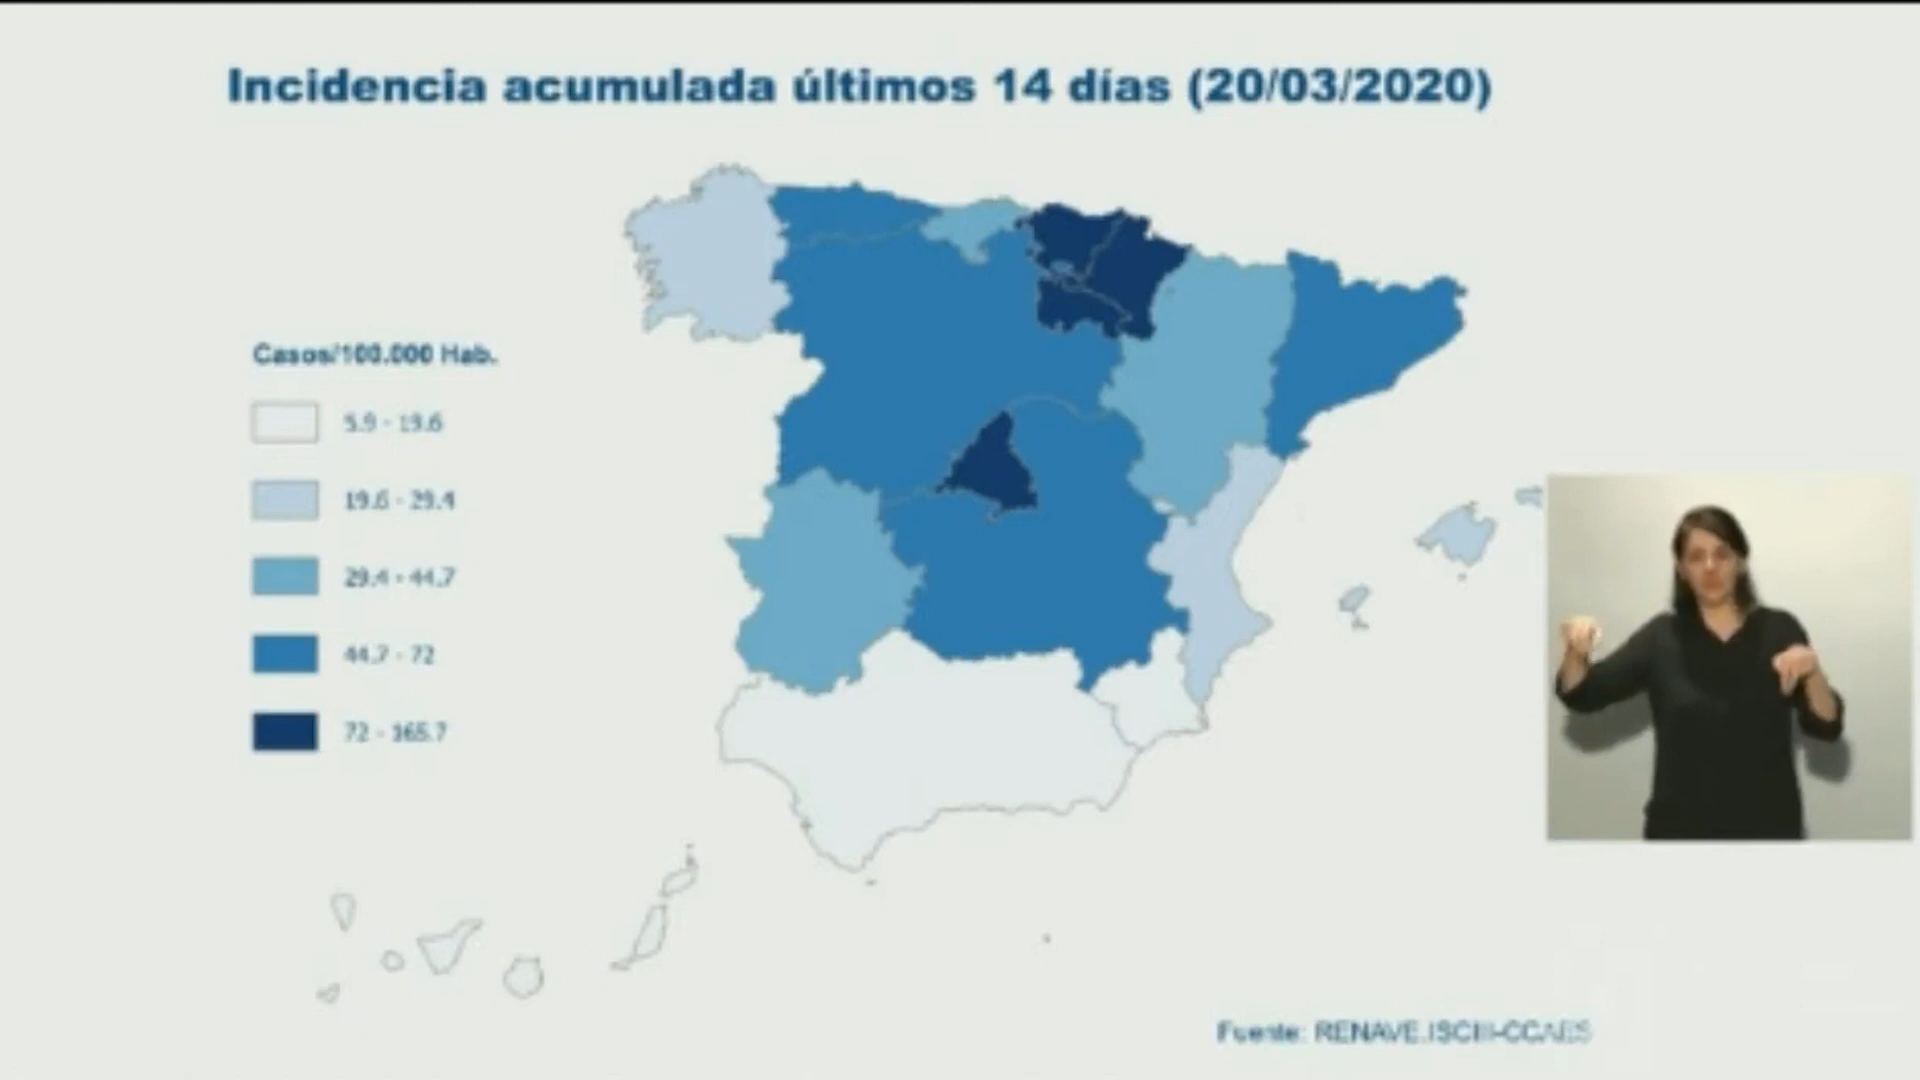 Incidencia acumulada últimos 14 días (20/03/2020)
Casos/100.000 Hab.
5.9 - 19.6
19.6 - 29.4
29.4 - 44.7
44.7 - 72
72 - 165.7
Fuente: RENAVE.ISCIII-CCAES